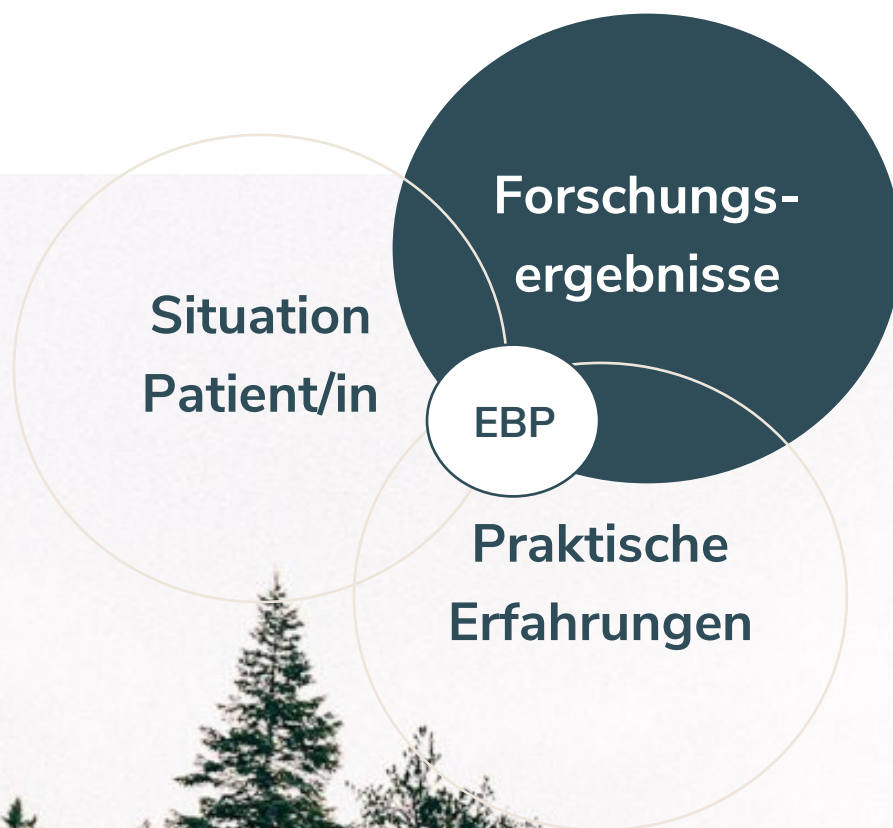 Forschungs-
ergebnisse
Situation
Patient/in
EBP
Praktische
Erfahrungen